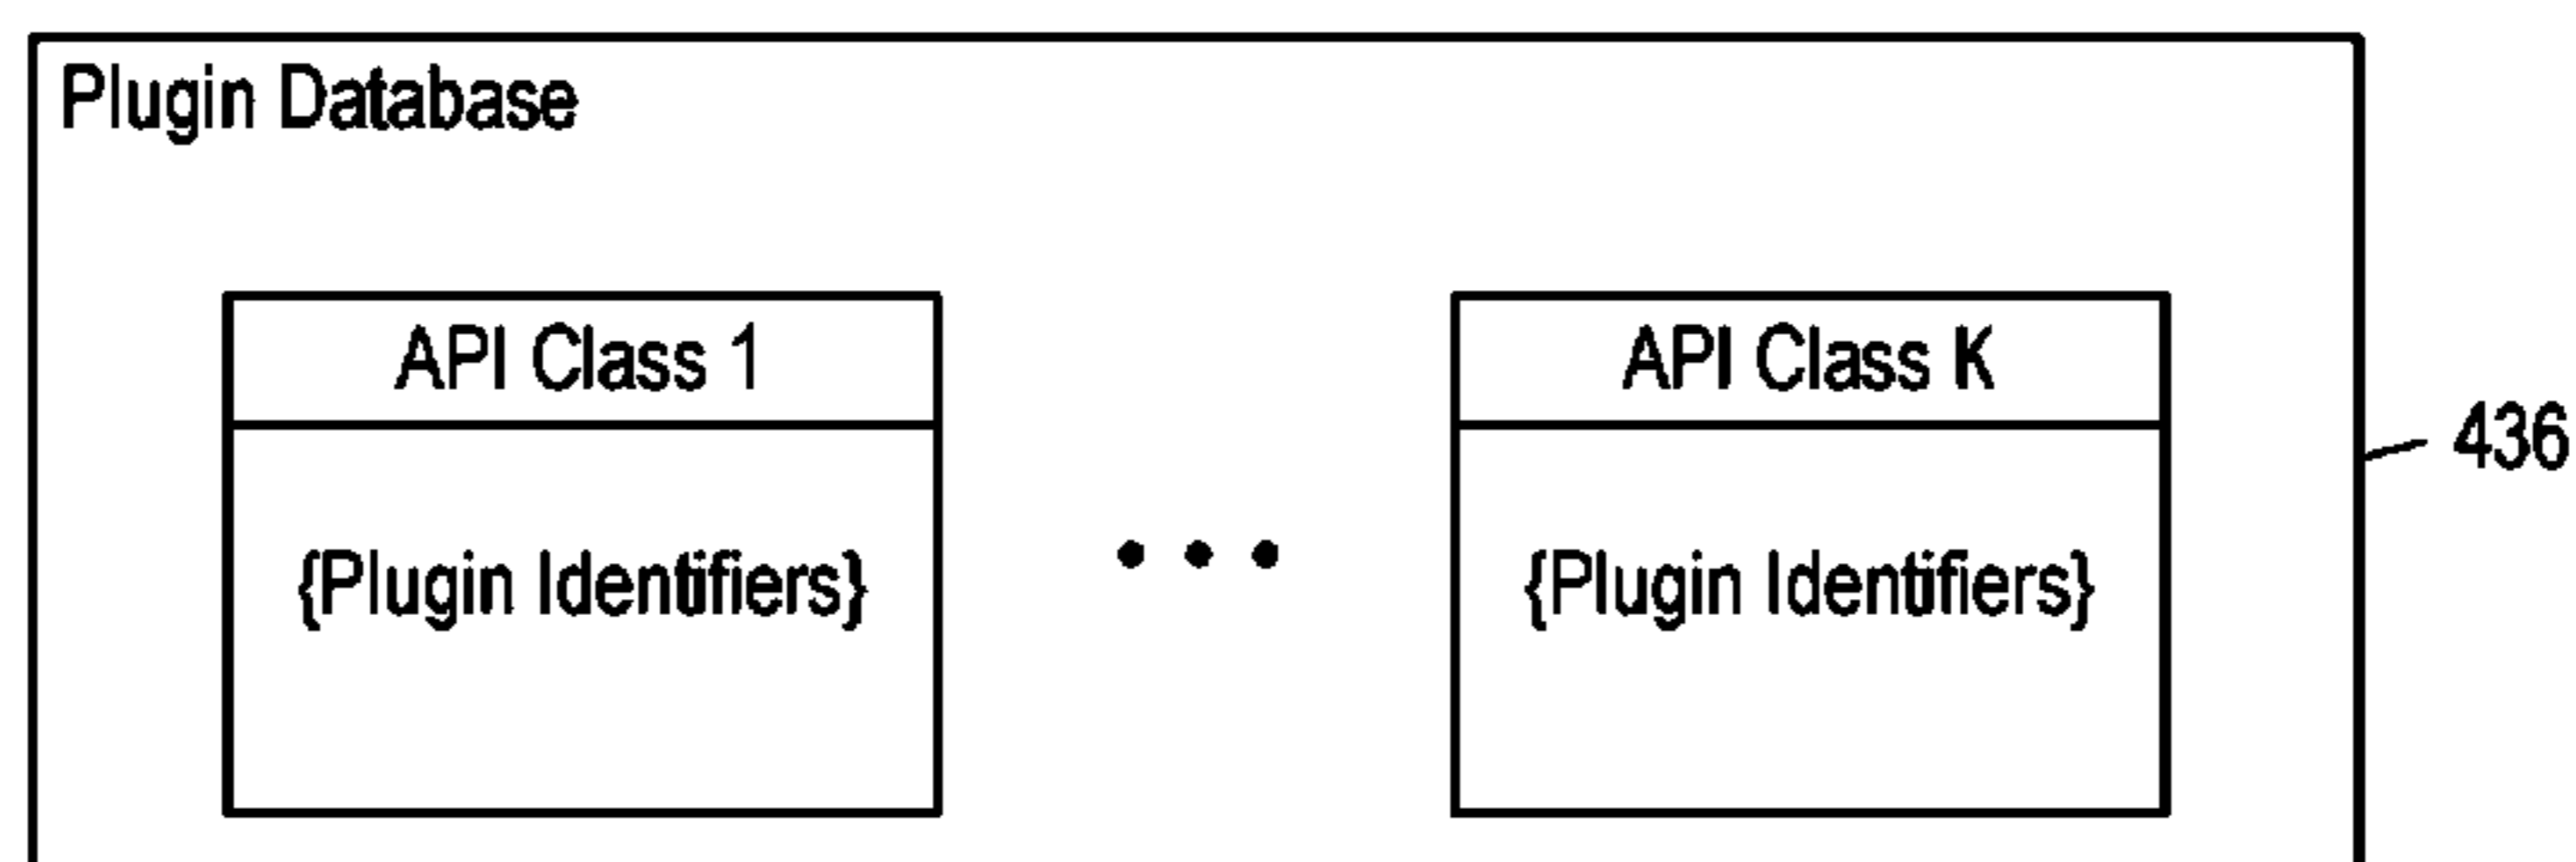 Plugin Database
API Class 1
API Class K
436
{Plugin Identifiers}
• • •
{Plugin Identifiers}